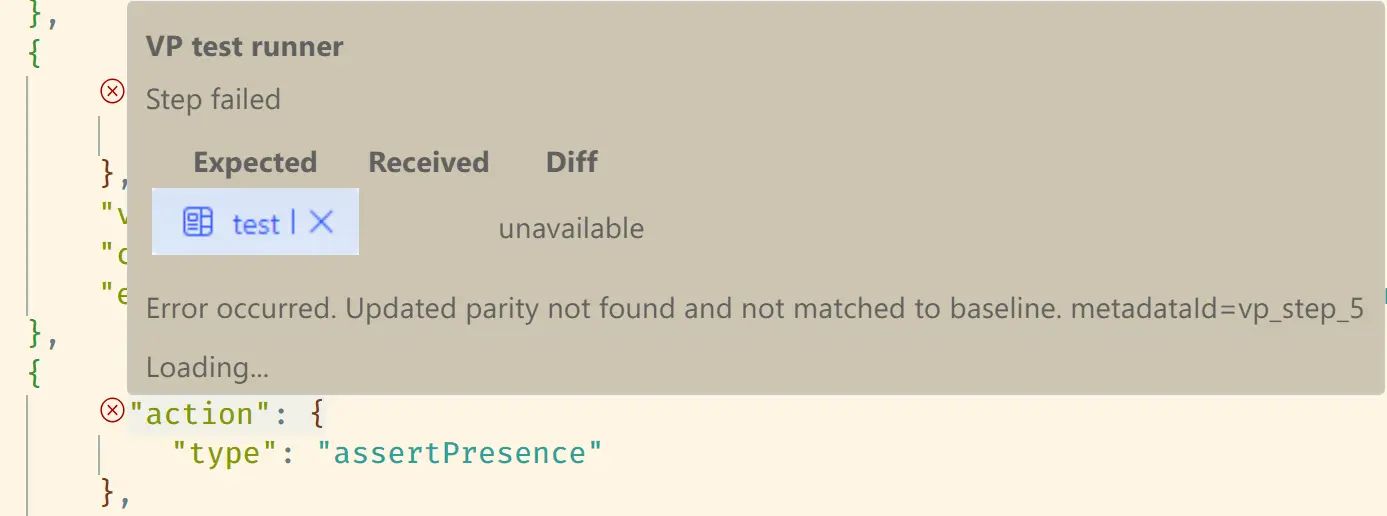 },
{
VP test runner
Step failed
Expected Received Diff
},
test
unavailable
"v
"c
"e
Error occurred. Updated parity not found and not matched to baseline. metadataId=vp_step_5
},
{
Loading...
"action": {
"type": "assertPresence"
},